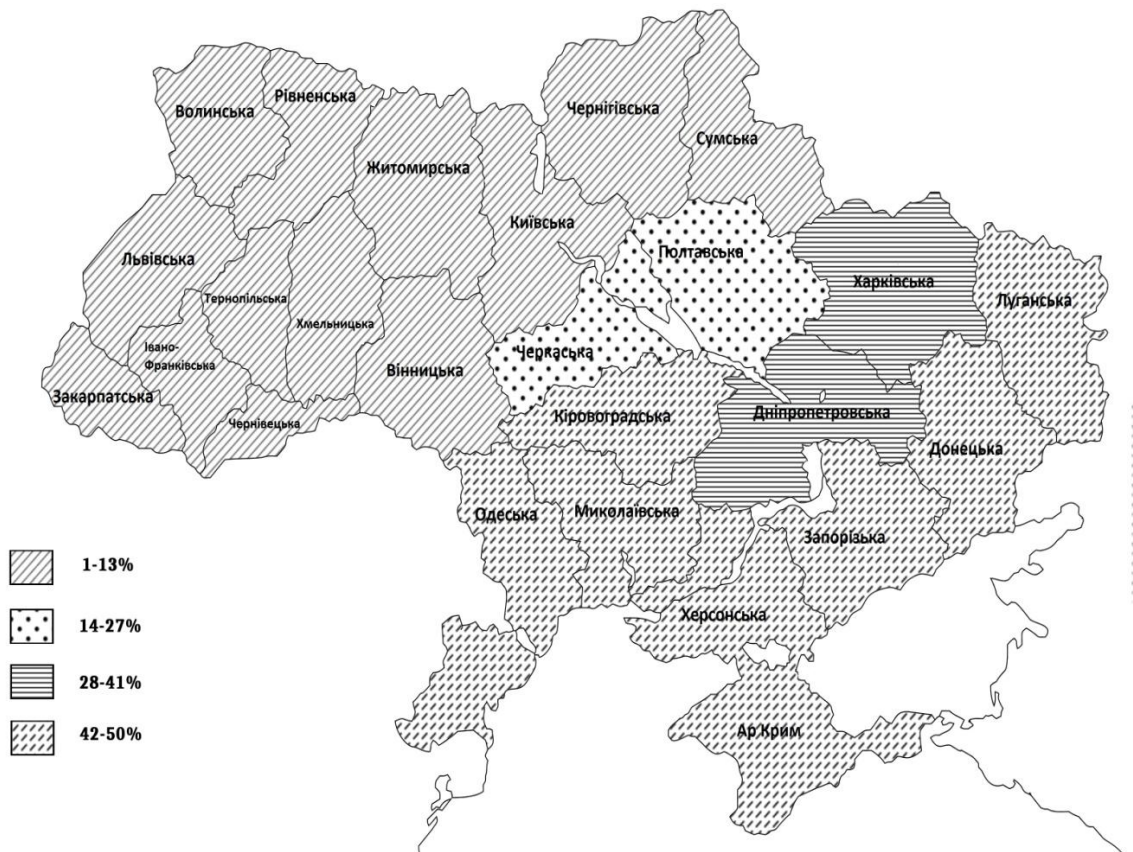 Волинська
Рівненська
Житомирська
Чернігівська
Сумська
Київська
Полтавська
Харківська
Луганська
Львівська
Тернопільська
Хмельницька
Івано-
Франківська
Закарпатська
Чернівецька
Вінницька
Черкаська
Кіровоградська
Дніпропетровська
Донецька
Одеська
Миколаївська
Запорізька
Херсонська
Ар Крим
1-13%
14-27%
28-41%
42-50%